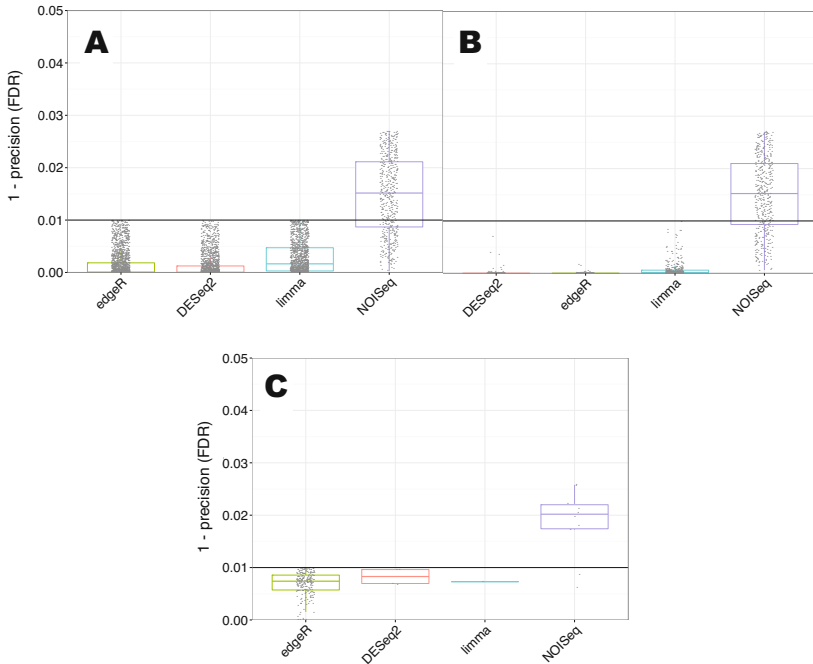 A
1 - precision (FDR)
0.05
0.04
0.03
0.02
0.01
0.00
edgeR
DESeq2
limma
NOISeq
B
DESeq2
edgeR
limma
NOISeq
C
1 - precision (FDR)
0.05
0.04
0.03
0.02
0.01
0.00
edgeR
DESeq2
limma
NOISeq